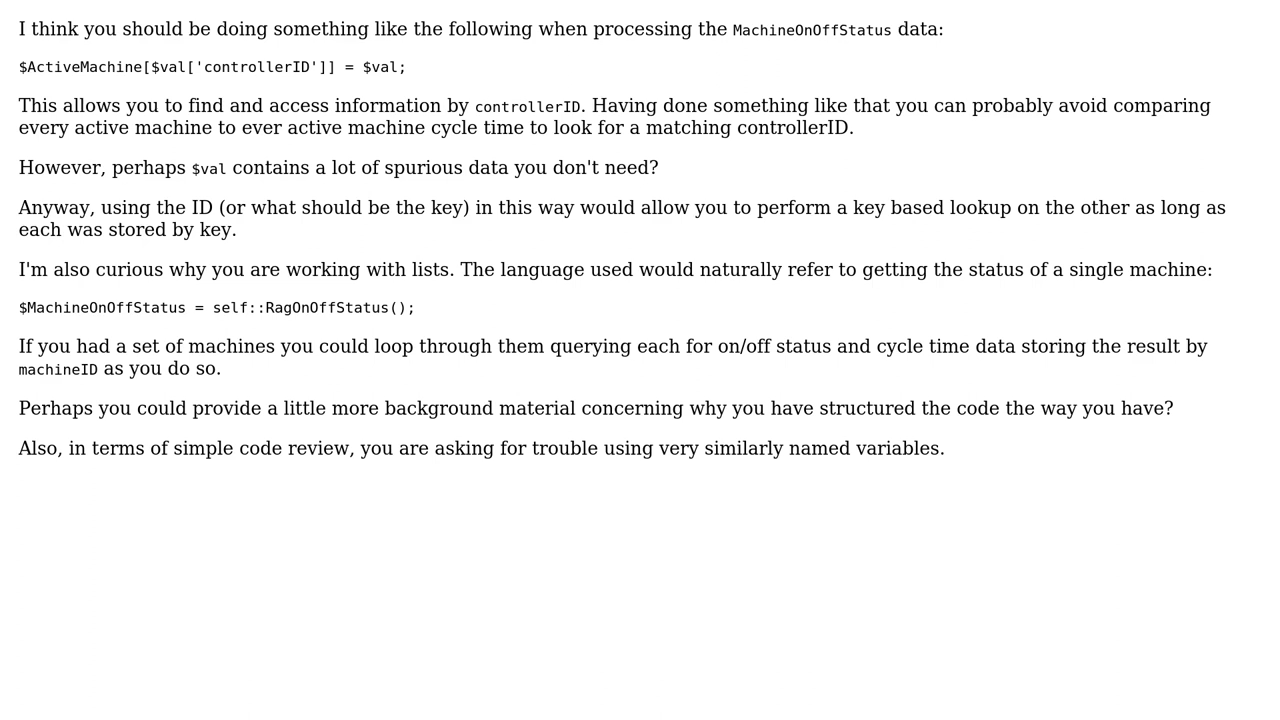 I think you should be doing something like the following when processing the MachineOnOffStatus data:
$ActiveMachine[$val['controllerID']] = $val;
This allows you to find and access information by controllerID. Having done something like that you can probably avoid comparing
every active machine to ever active machine cycle time to look for a matching controllerID.
However, perhaps $val contains a lot of spurious data you don't need?
Anyway, using the ID (or what should be the key) in this way would allow you to perform a key based lookup on the other as long as
each was stored by key.
I'm also curious why you are working with lists. The language used would naturally refer to getting the status of a single machine:
$MachineOnOffStatus = self::RagOnOffStatus();
If you had a set of machines you could loop through them querying each for on/off status and cycle time data storing the result by
machineID as you do so.
Perhaps you could provide a little more background material concerning why you have structured the code the way you have?
Also, in terms of simple code review, you are asking for trouble using very similarly named variables.